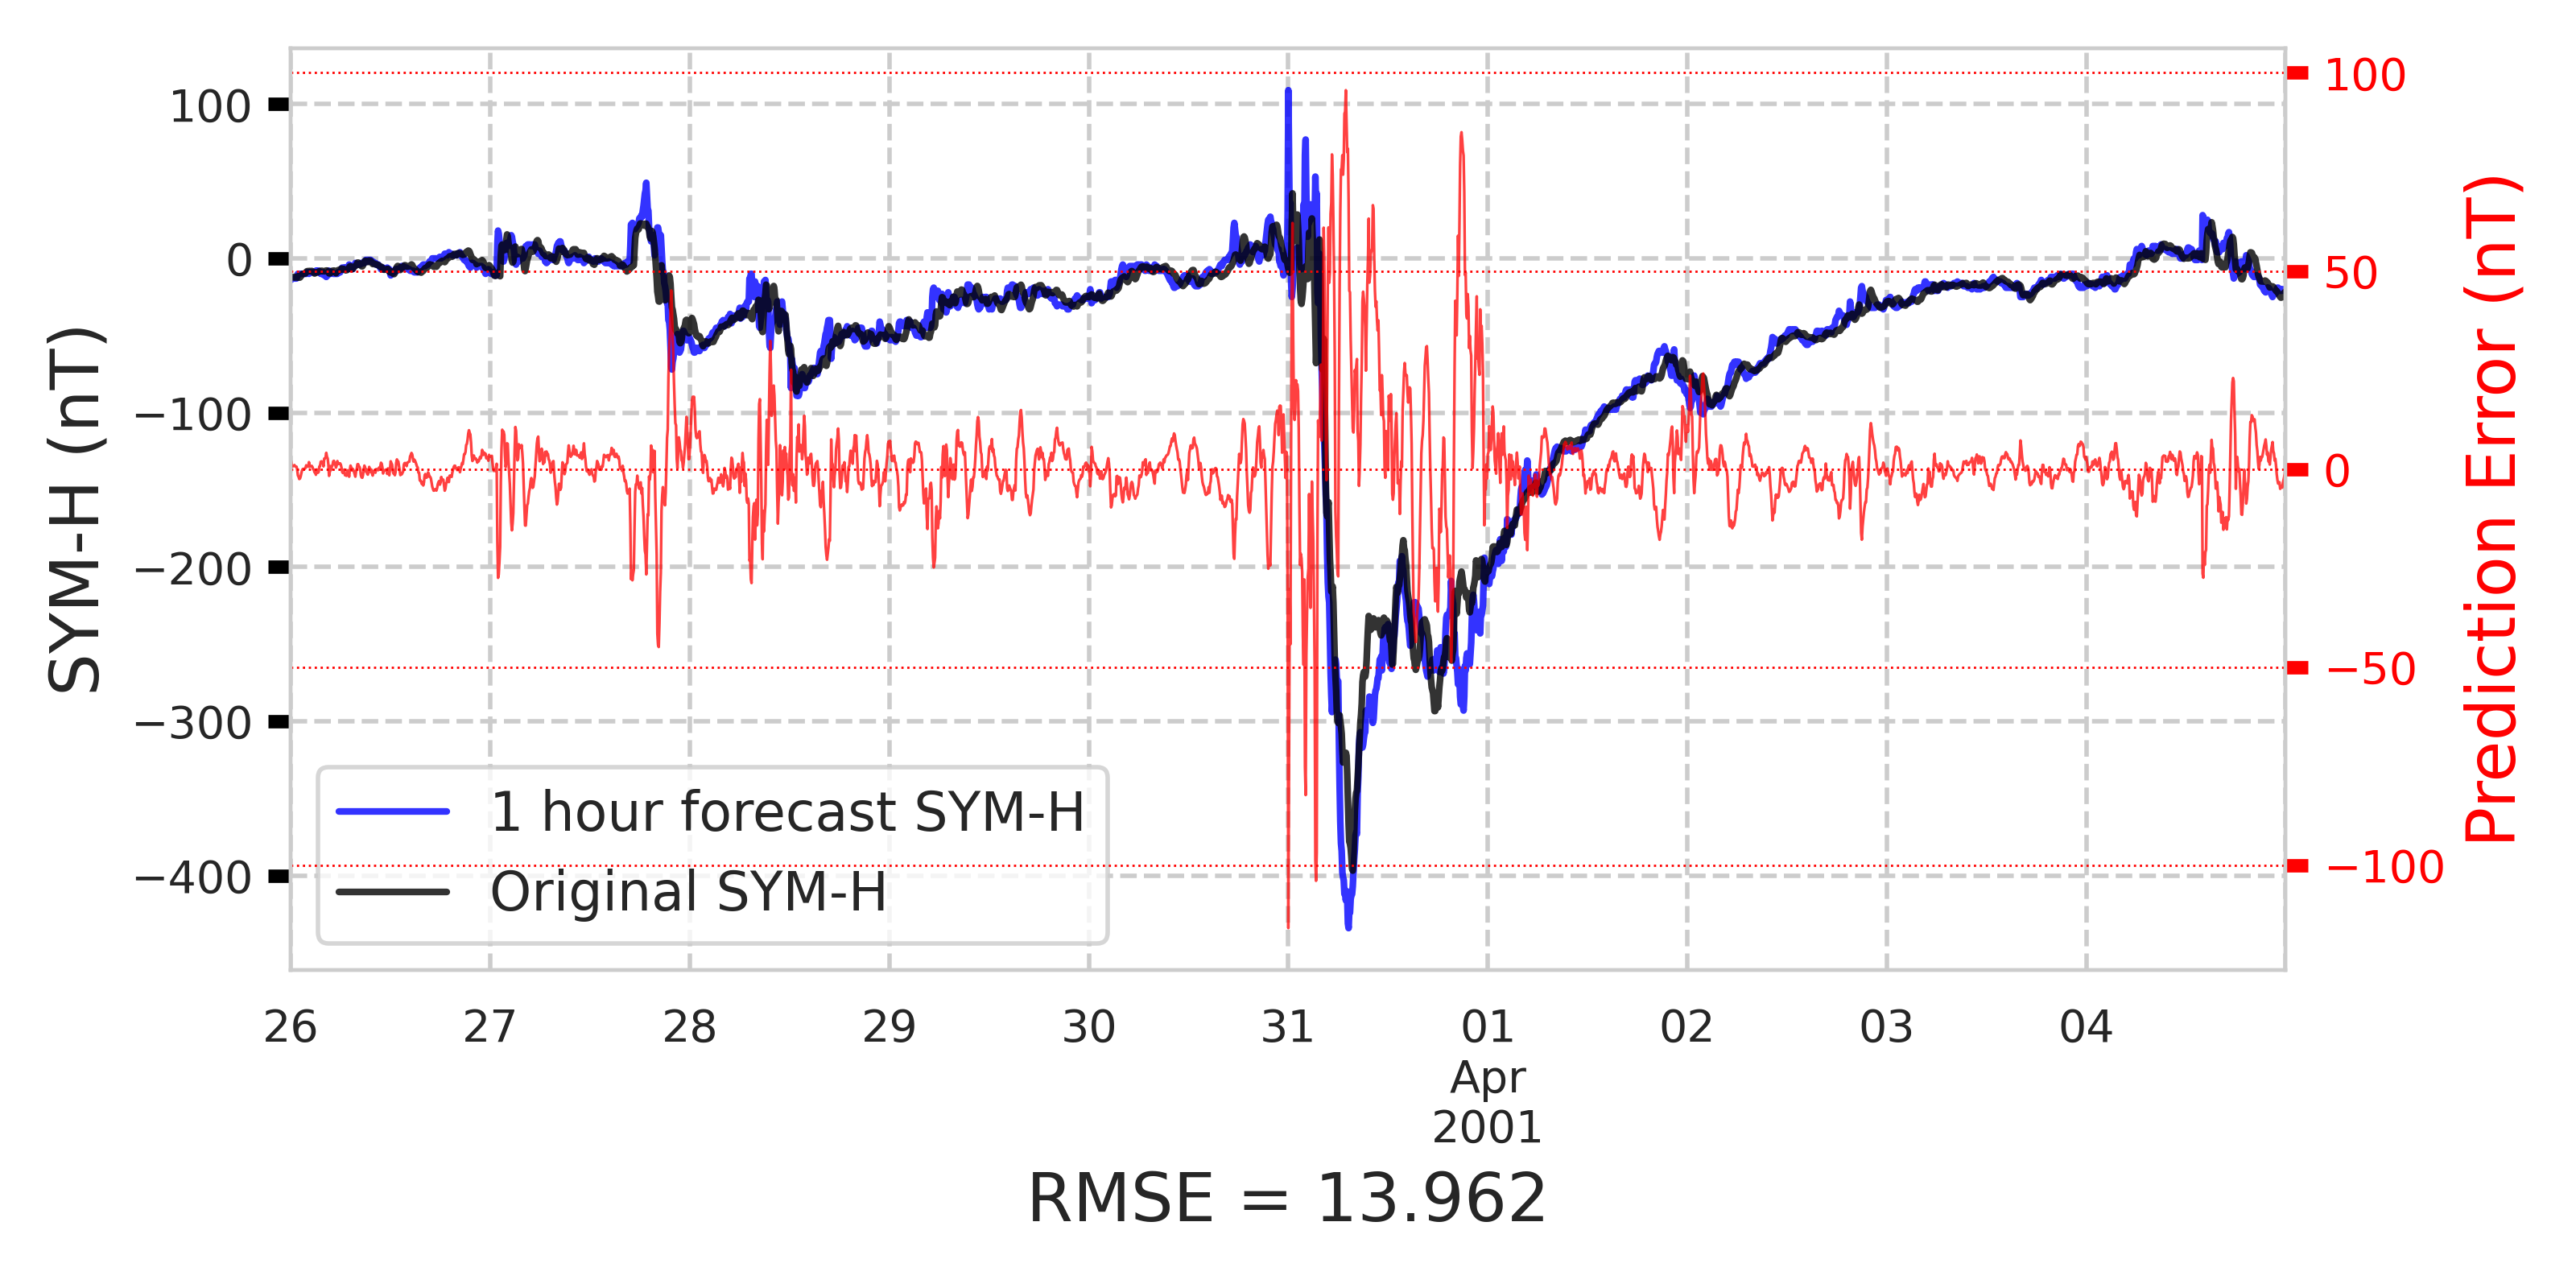 SYM-H (nT)
100
0
−100
−200
−300
−400
1 hour forecast SYM-H
Original SYM-H
100
50
0
−50
−100
Prediction Error (nT)
26 27 28 29 30 31 01 02 03 04
Apr
2001
RMSE = 13.962